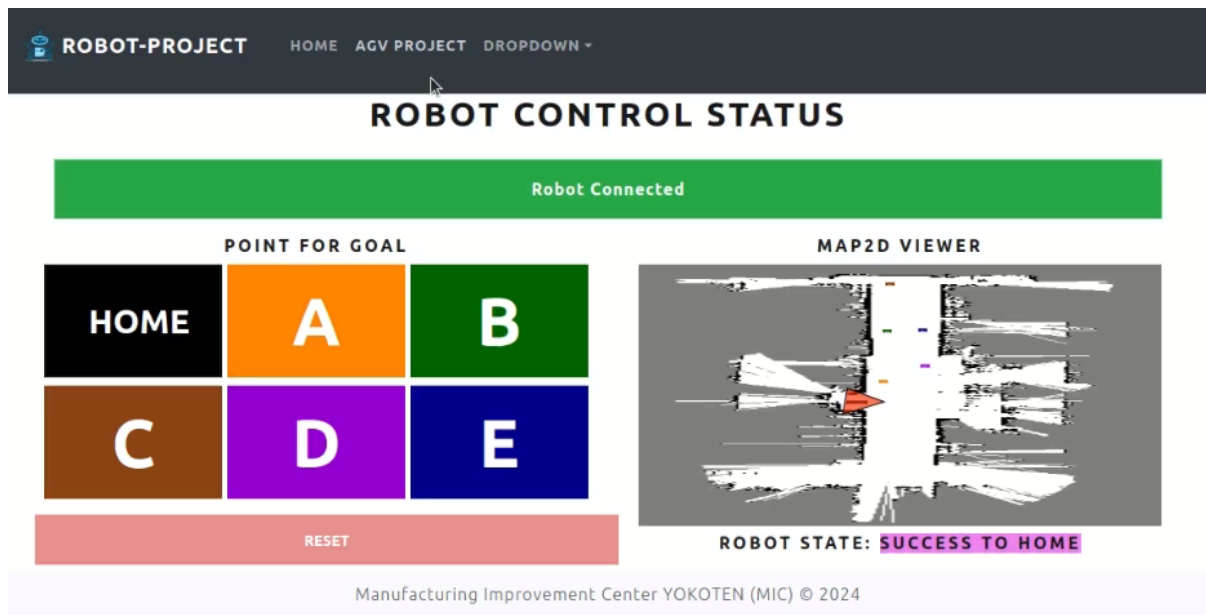 ROBOT-PROJECT HOME AGV PROJECT DROPDOWN
ROBOT CONTROL STATUS
Robot Connected
POINT FOR GOAL
HOME A B
C D E
RESET
MAP2D VIEWER
ROBOT STATE: SUCCESS TO HOME
Manufacturing Improvement Center YOKOTEN (MIC) © 2024